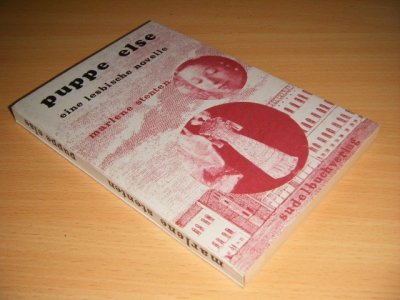 puppe else
eine lesbische novelle
marlene stenten
sudelbuchverlag
marlene stenten
puppe else